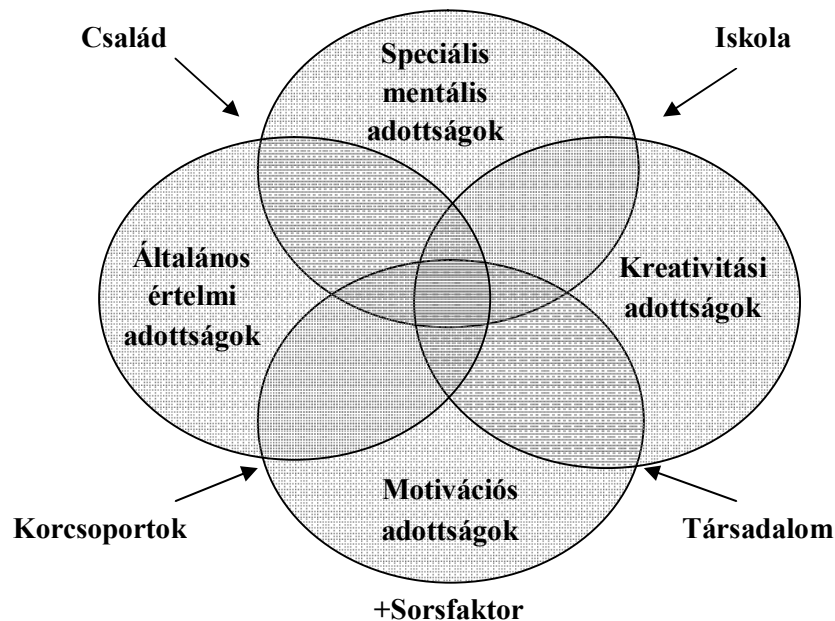 Család
Iskola
Speciális
mentális
adottságok
Általános
értelmi
adottságok
Kreativitási
adottságok
Motivációs
adottságok
Korcsoportok
Társadalom
+Sorsfaktor